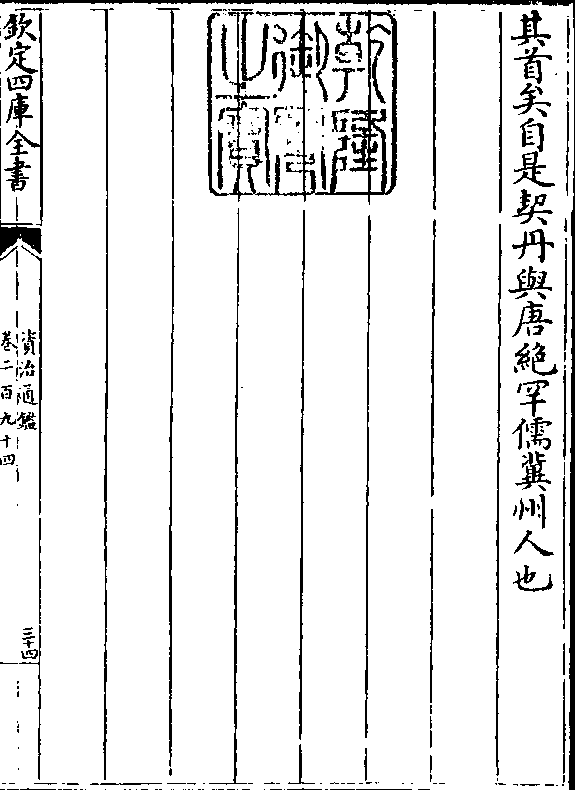 其首矣自是契丹與唐絶罕儒冀州人也
乾隆
御覽
之寶
欽定四庫全書
資治通鑑
卷二百九十四
三十四